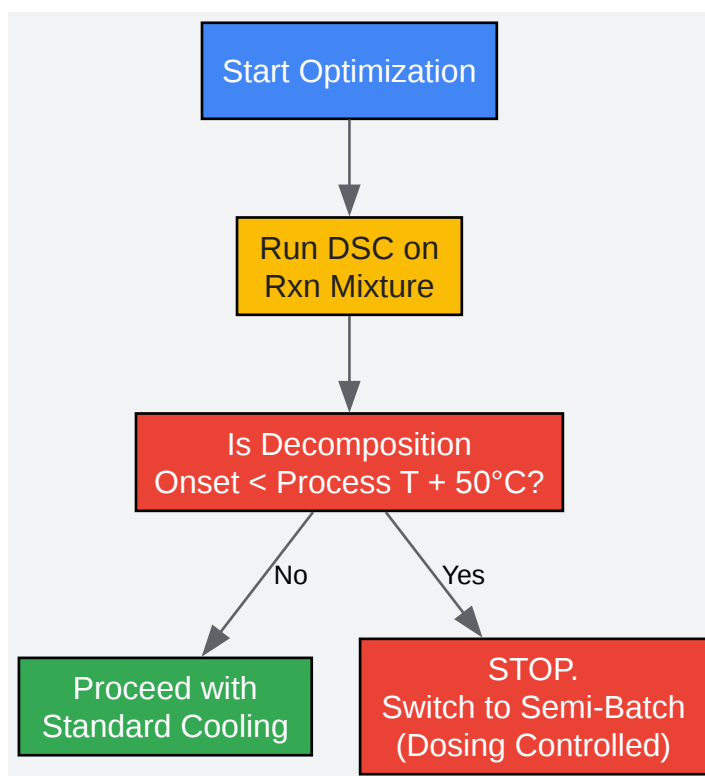 Start Optimization
Run DSC on
Rxn Mixture
Is Decomposition
Onset < Process T + 50°C?
No
Yes
Proceed with
Standard Cooling
STOP.
Switch to Semi-Batch
(Dosing Controlled)